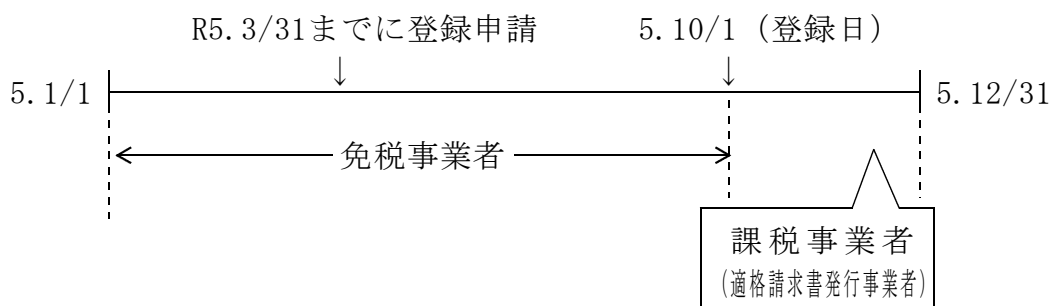 R5.3/31までに登録申請
5.10/1（登録日）
↓
↓
5.1/1
5.12/31
免税事業者
課税事業者
（適格請求書発行事業者）